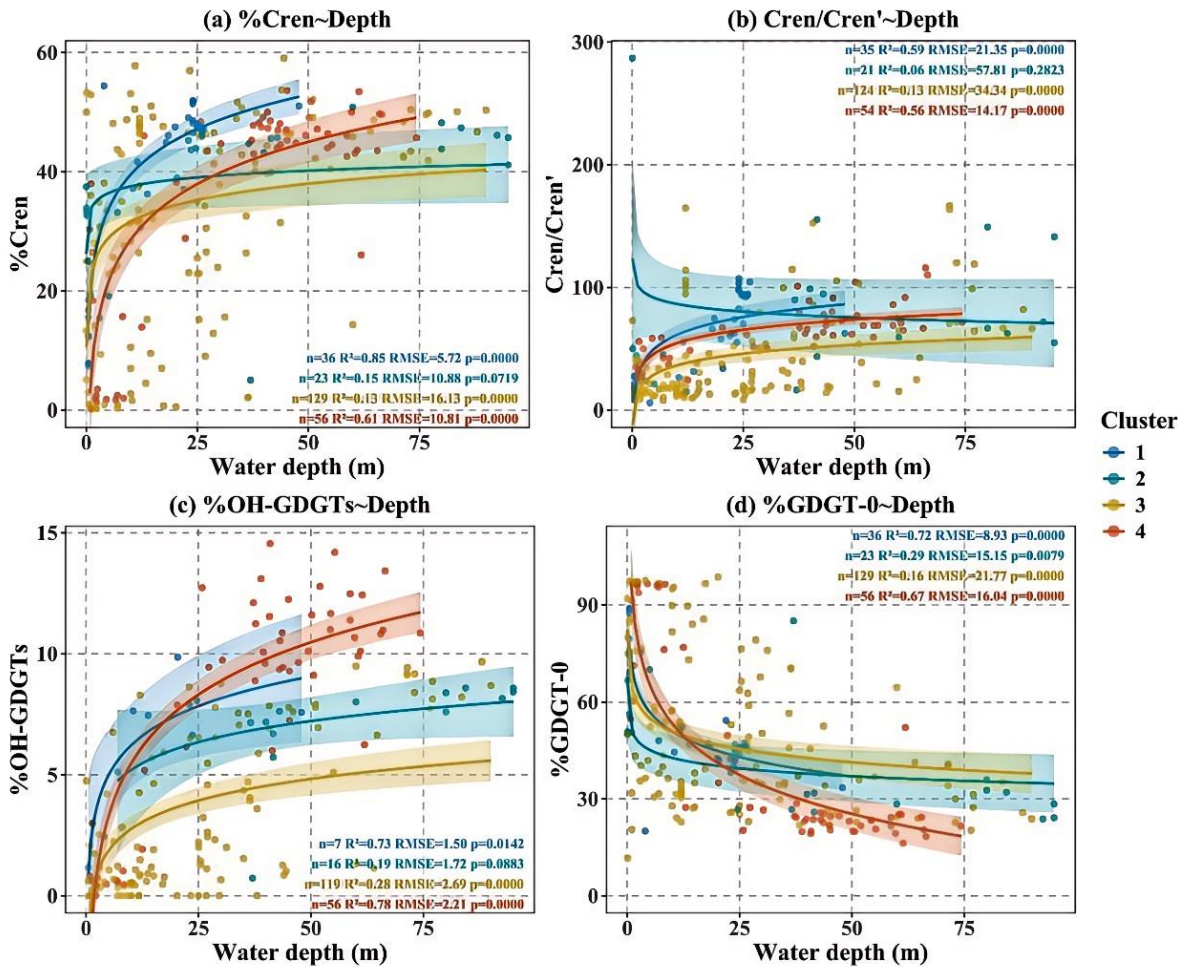 (a) %Cren~Depth
60
40
20
0
%Cren
n=36 R²=0.85 RMSE=5.72 p=0.0000
n=23 R²=0.15 RMSE=10.88 p=0.0719
n=129 R²=0.13 RMSE=16.13 p=0.0000
n=56 R²=0.61 RMSE=10.81 p=0.0000
0 25 50 75
Water depth (m)
(b) Cren/Cren'~Depth
300
200
100
0
Cren/Cren'
n=35 R²=0.59 RMSE=21.35 p=0.0000
n=21 R²=0.06 RMSE=57.81 p=0.2823
n=124 R²=0.13 RMSE=34.34 p=0.0000
n=54 R²=0.56 RMSE=14.17 p=0.0000
0 25 50 75
Water depth (m)
Cluster
1
2
3
4
(c) %OH-GDGTs~Depth
15
10
5
0
%OH-GDGTs
n=7 R²=0.73 RMSE=1.50 p=0.0142
n=16 R²=0.19 RMSE=1.72 p=0.0883
n=119 R²=0.28 RMSE=2.69 p=0.0000
n=56 R²=0.78 RMSE=2.21 p=0.0000
0 25 50 75
Water depth (m)
(d) %GDGT-0~Depth
90
60
30
0
%GDGT-0
n=36 R²=0.72 RMSE=8.93 p=0.0000
n=23 R²=0.29 RMSE=15.15 p=0.0079
n=129 R²=0.16 RMSE=21.77 p=0.0000
n=56 R²=0.67 RMSE=16.04 p=0.0000
0 25 50 75
Water depth (m)